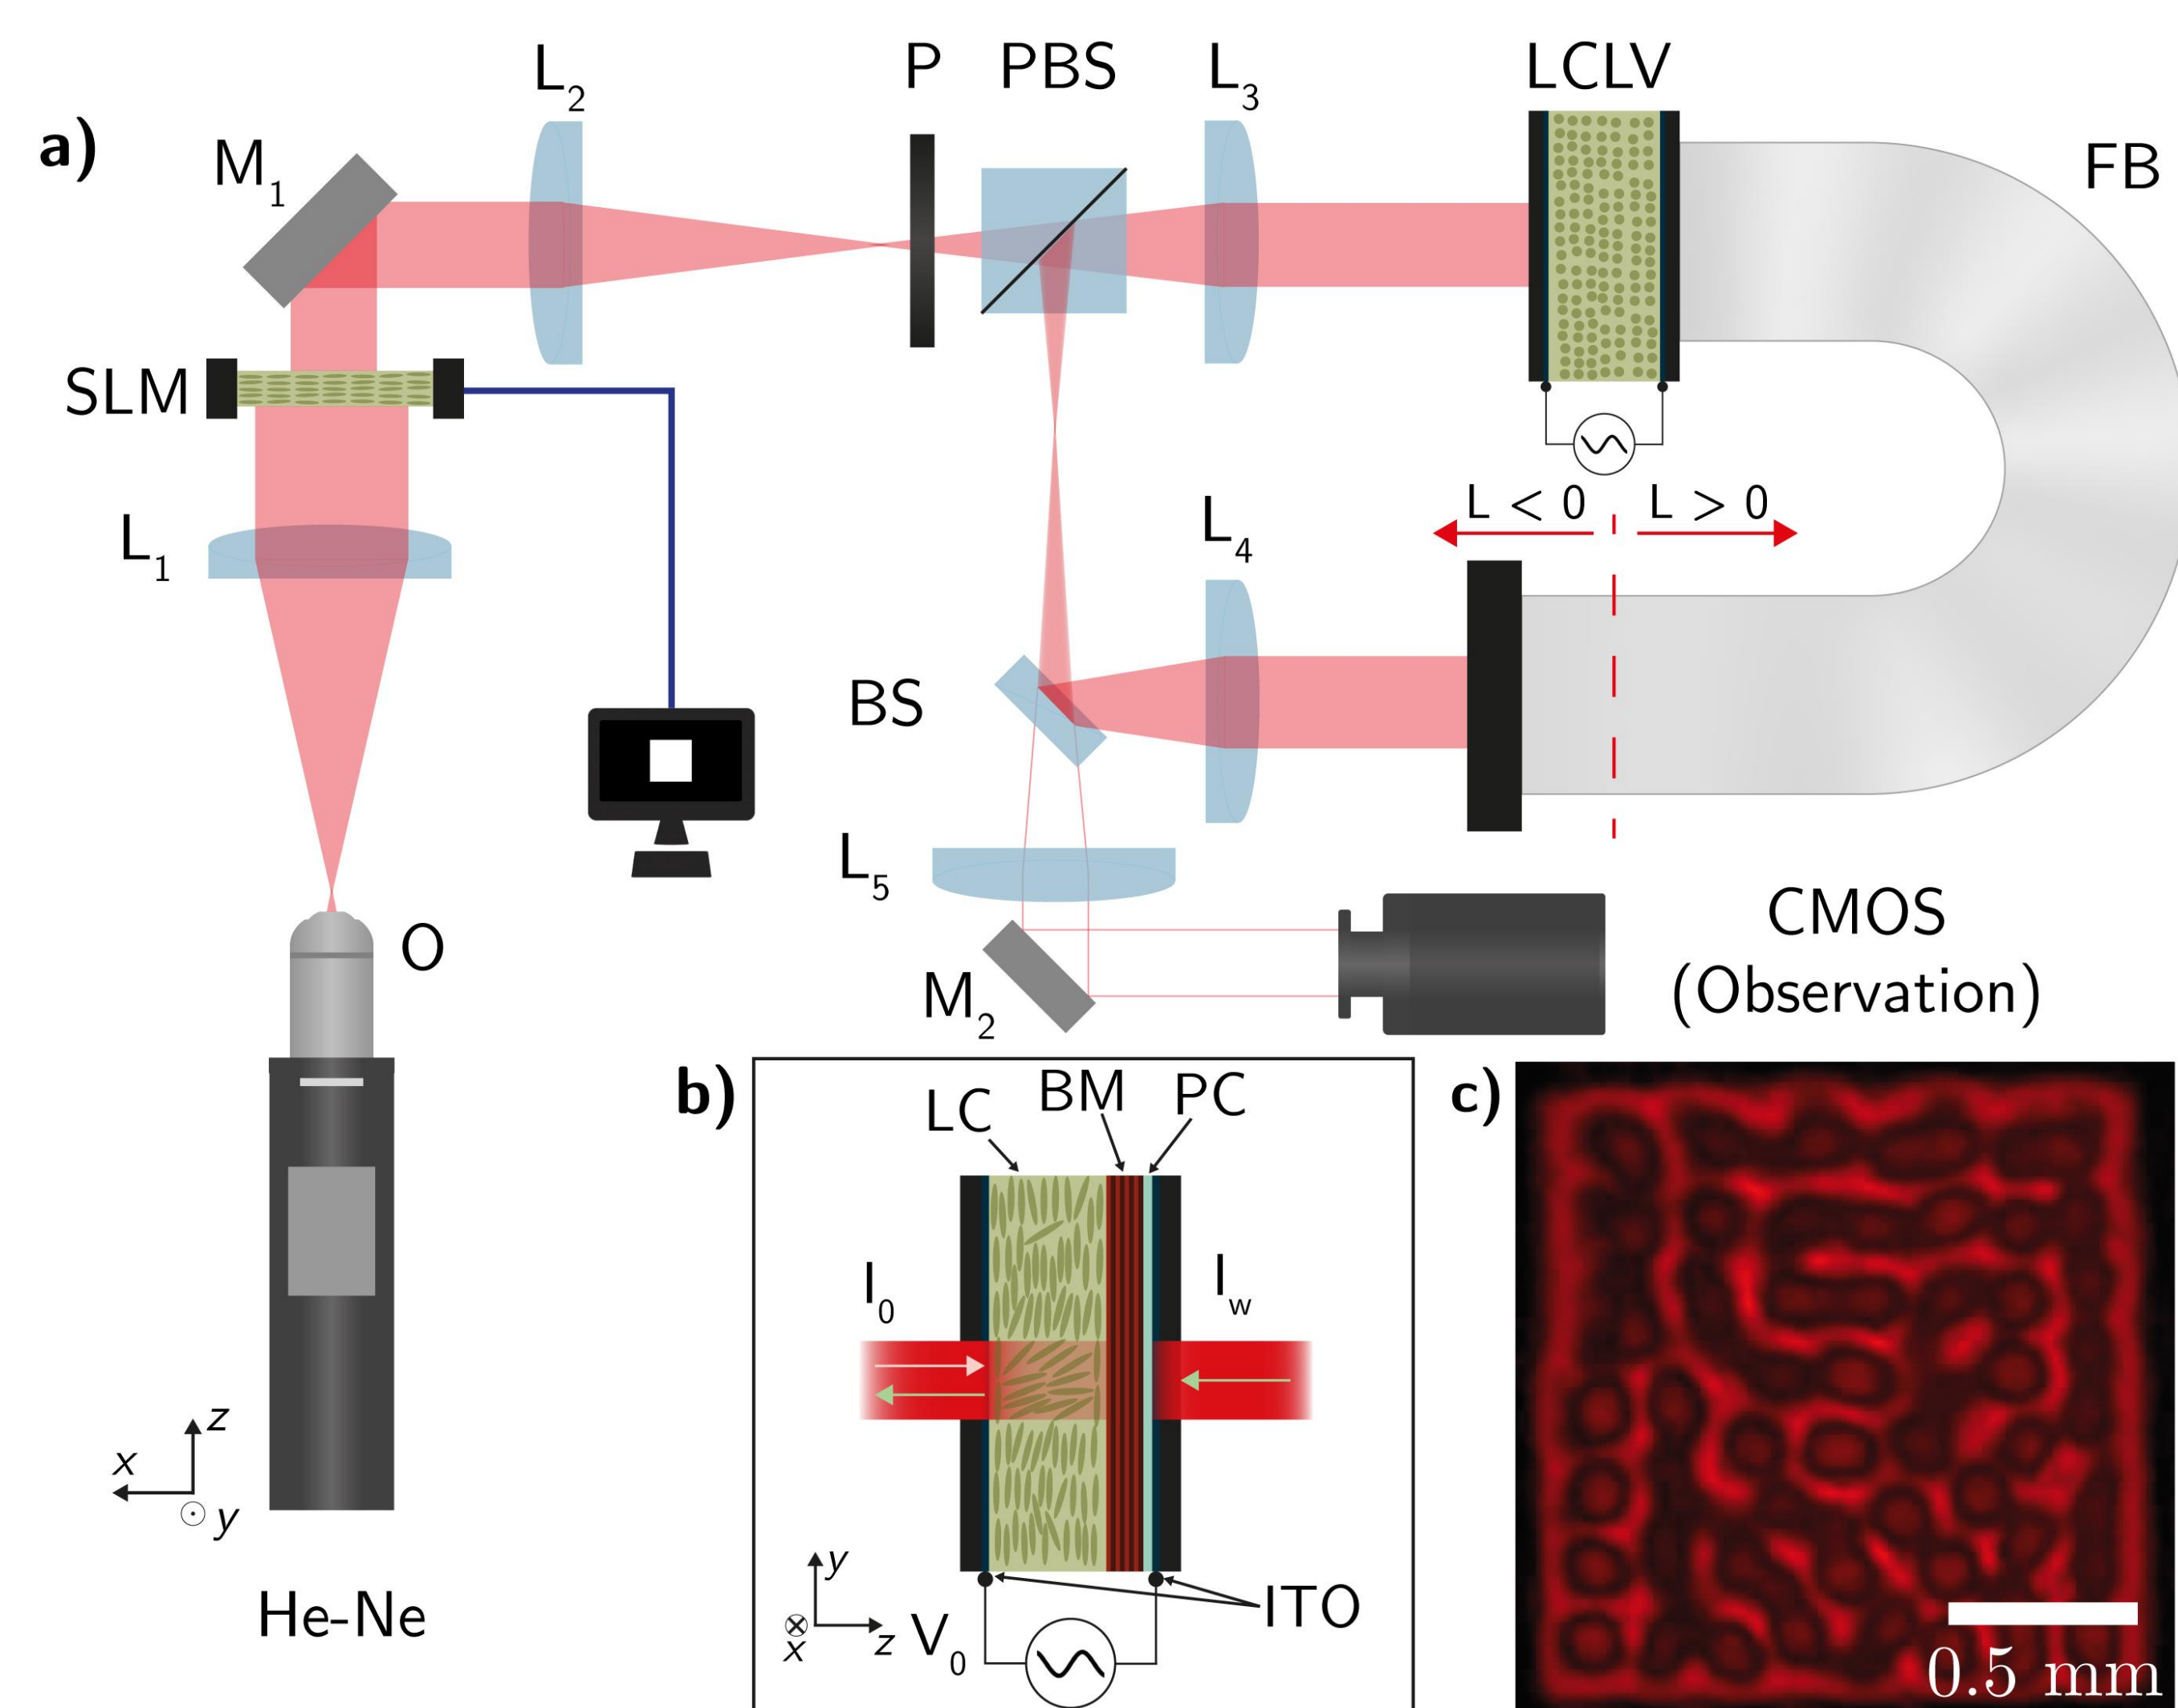 a)
M1
L2
P
PBS
L3
LCLV
FB
SLM
L1
L < 0
L > 0
L4
BS
L5
O
M2
CMOS
(Observation)
He-Ne
z
x
y
b)
LC
BM
PC
I0
Iw
y
x
z
V0
ITO
c)
0.5 mm